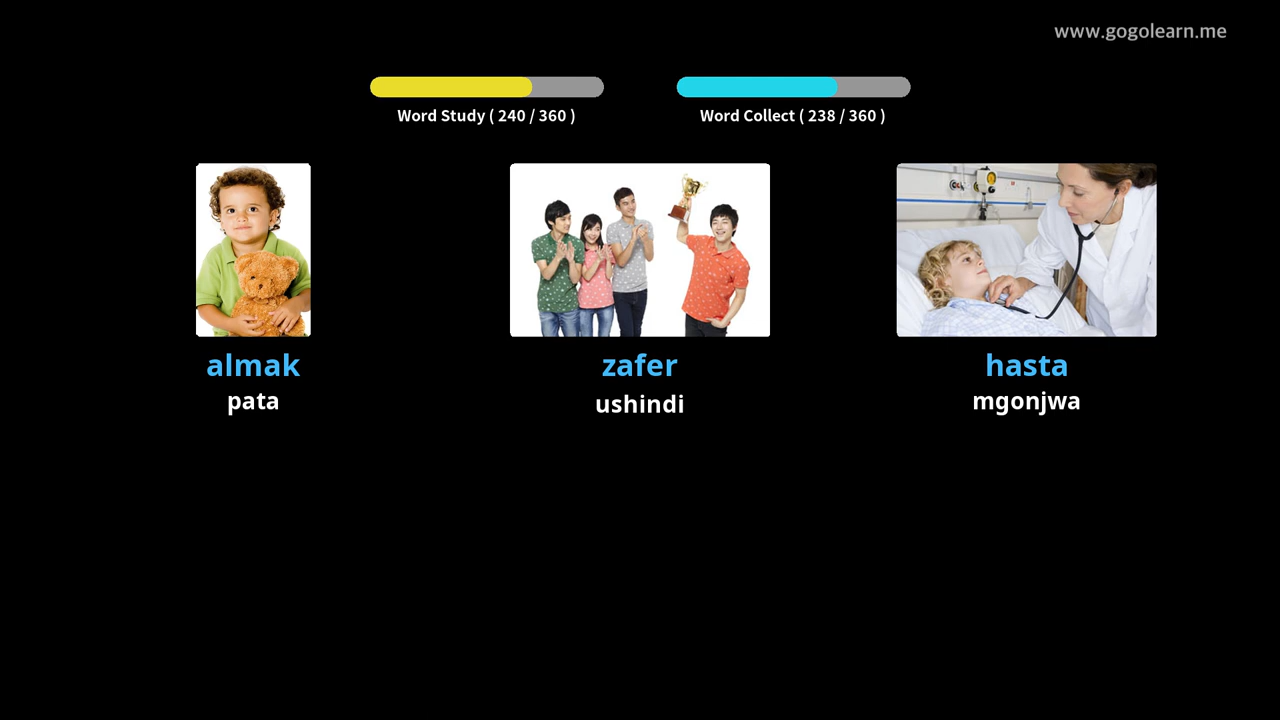 www.gogolearn.me
Word Study ( 240 / 360 )
Word Collect ( 238 / 360 )
almak
pata
zafer
ushindi
hasta
mgonjwa